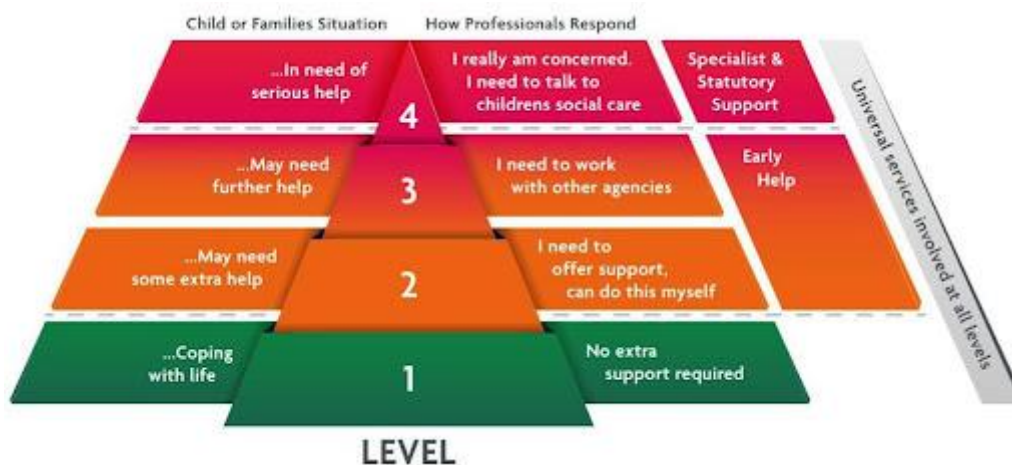 Child or Families Situation
How Professionals Respond
...In need of
serious help
4
I really am concerned.
I need to talk to
childrens social care
Specialist &
Statutory
Support
...May need
further help
3
I need to work
with other agencies
Early
Help
...May need
some extra help
2
I need to
offer support,
can do this myself
...Coping
with life
1
No extra
support required
LEVEL
Universal services involved at all levels